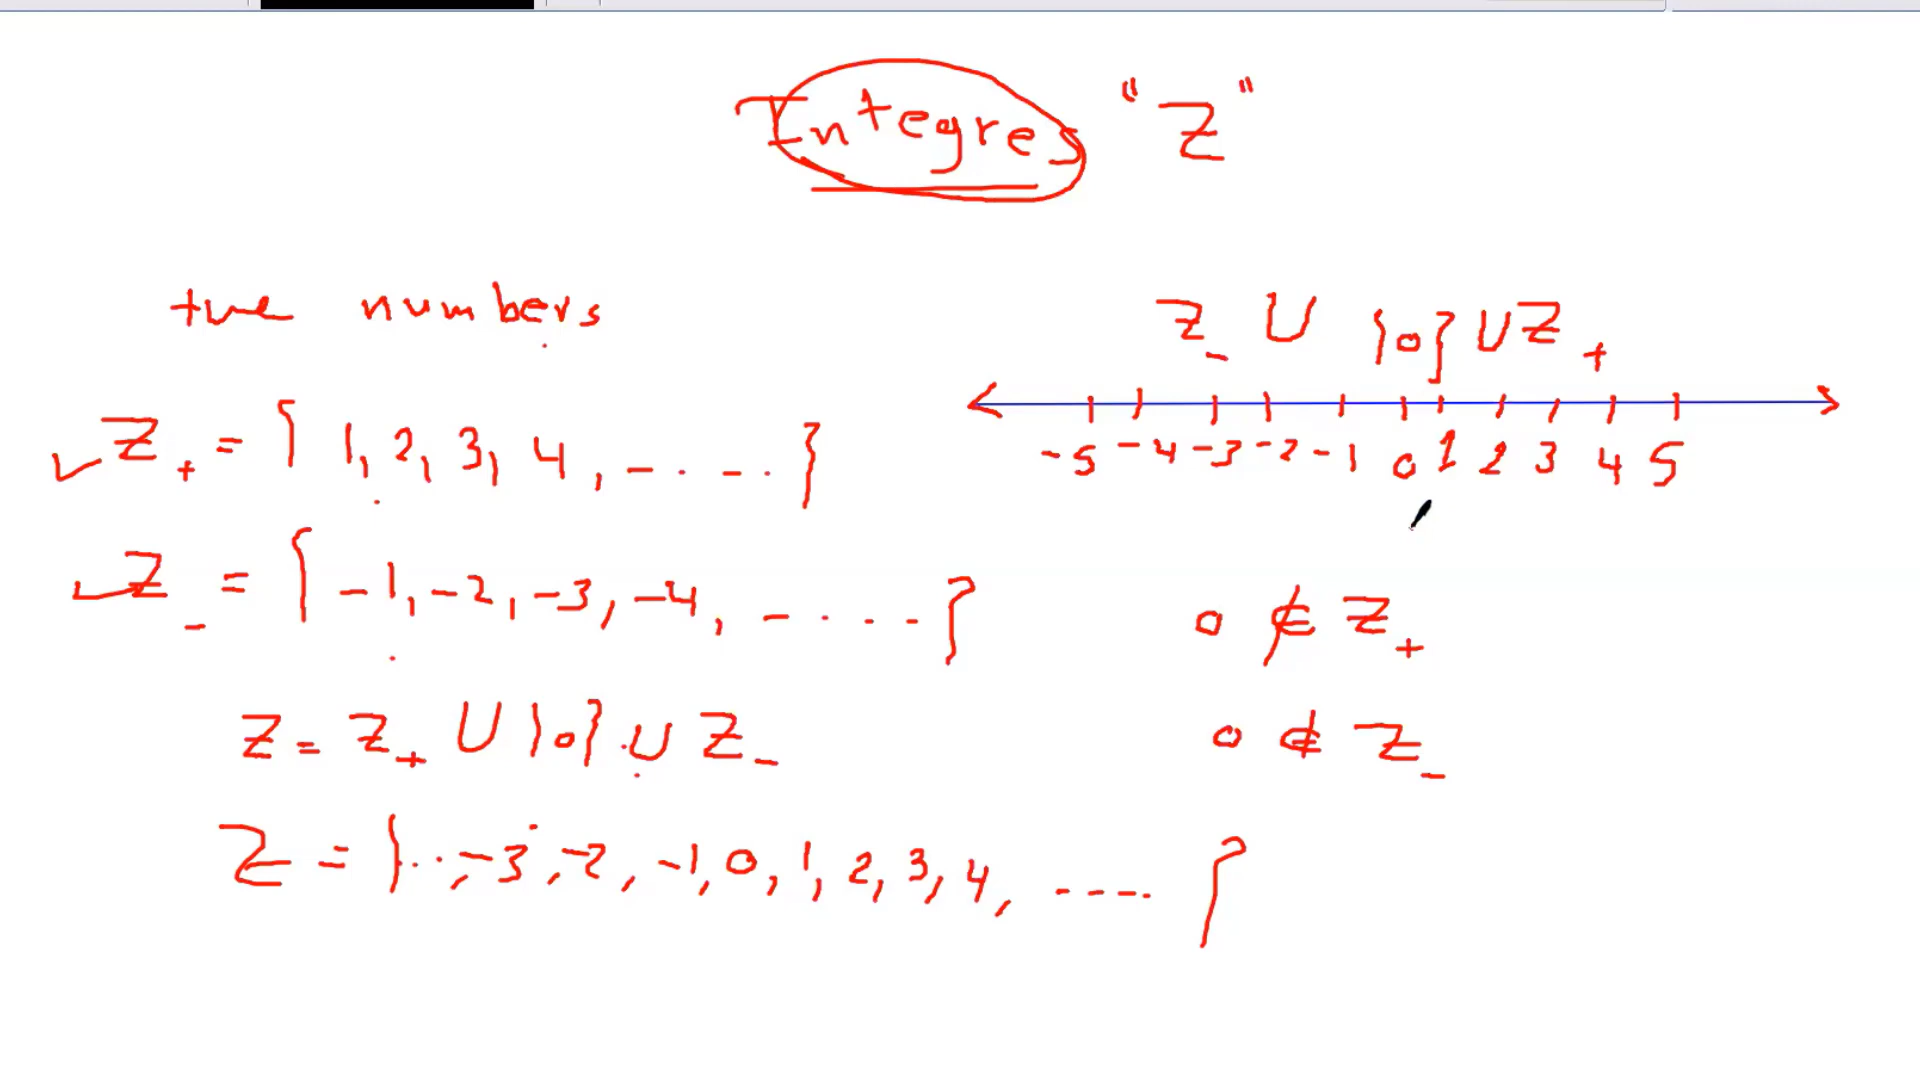 Integres "Z"
+ve numbers
Z₊ = { 1, 2, 3, 4, - . - . }
Z₋ = { -1, -2, -3, -4, - . - - }
Z = Z₊ U {0} U Z₋
Z = { .., -3, -2, -1, 0, 1, 2, 3, 4, ---- }
Z₋ U {0} U Z₊
-5 -4 -3 -2 -1 0 1 2 3 4 5
0 ∉ Z₊
0 ∉ Z₋